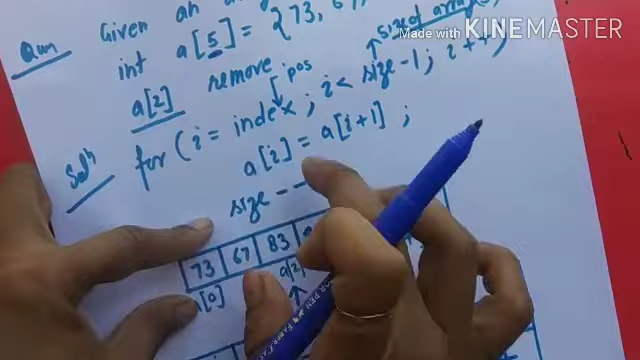 Made with KINEMASTER
size of array
Qun Given an
int a[5] = {73, 67,
a[2] remove pos
Solⁿ for (i = index ; i < size - 1 ; i++)
a[i] = a[i+1] ;
size --
73 67 83
a[0] a[2]